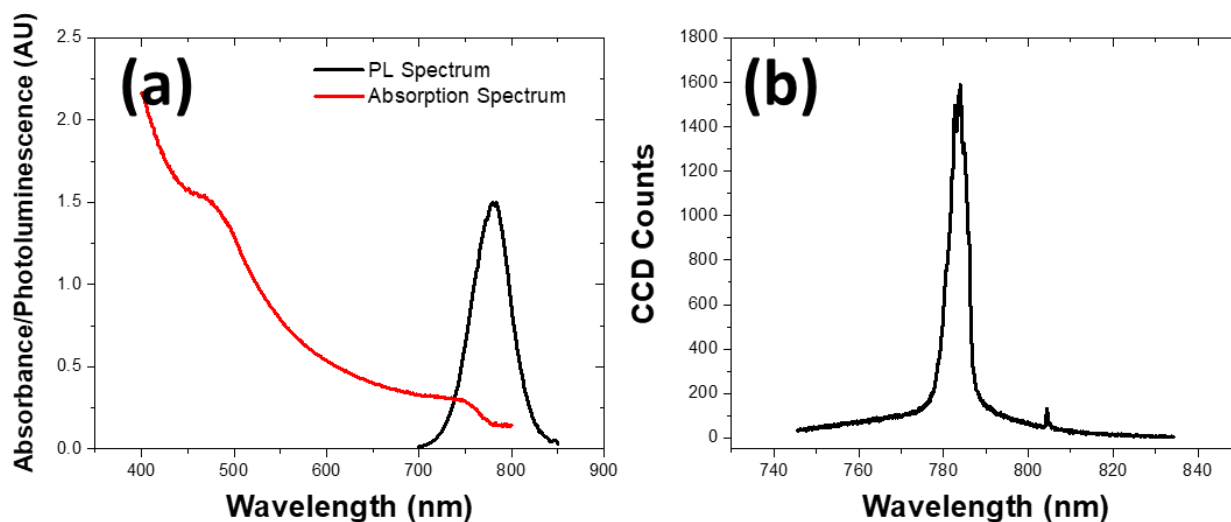 (a)
PL Spectrum
Absorption Spectrum
Absorbance/Photoluminescence (AU)
2.5
2.0
1.5
1.0
0.5
0.0
400 500 600 700 800 900
Wavelength (nm)
(b)
CCD Counts
1800
1600
1400
1200
1000
800
600
400
200
0
740 760 780 800 820 840
Wavelength (nm)